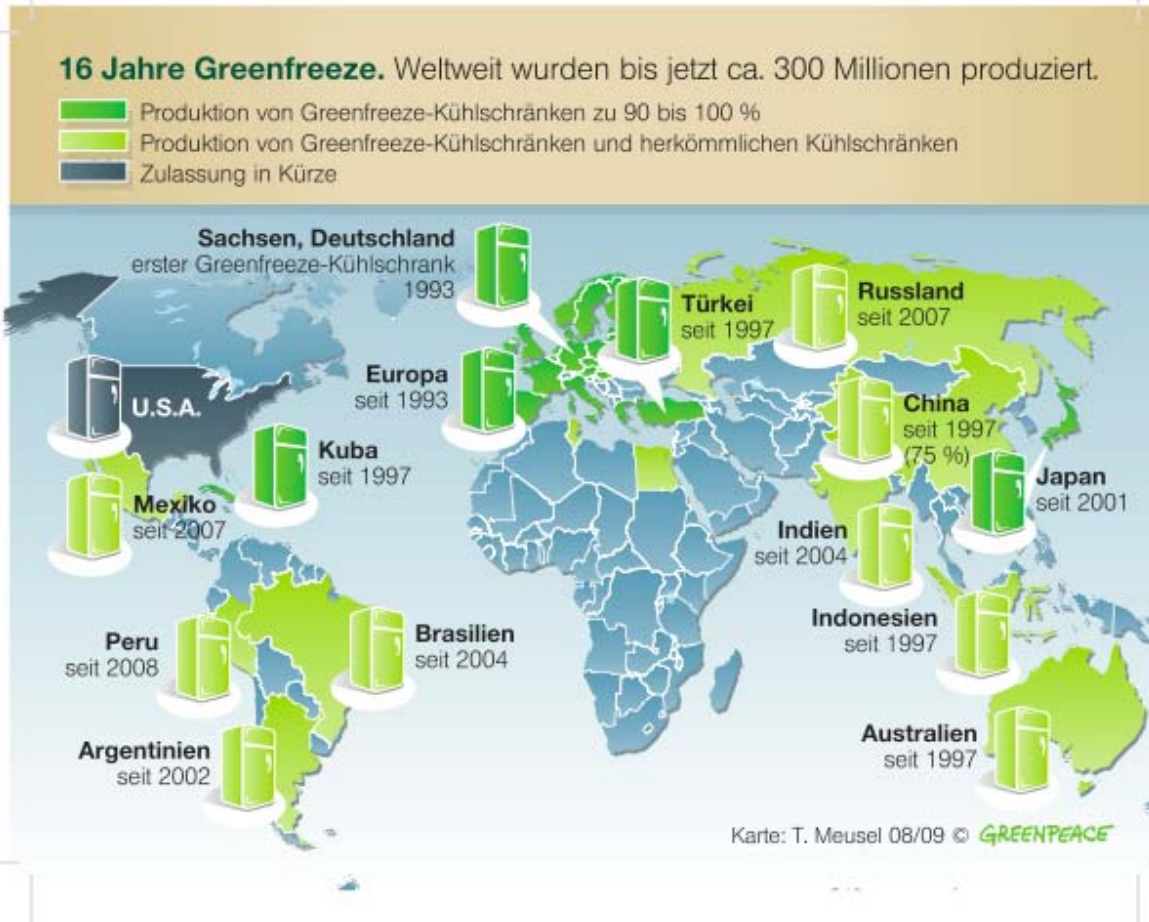 16 Jahre Greenfreeze. Weltweit wurden bis jetzt ca. 300 Millionen produziert.
Produktion von Greenfreeze-Kühlschränken zu 90 bis 100 %
Produktion von Greenfreeze-Kühlschränken und herkömmlichen Kühlschränken
Zulassung in Kürze
Sachsen, Deutschland
erster Greenfreeze-Kühlschrank
1993
Türkei
seit 1997
Russland
seit 2007
Europa
seit 1993
U.S.A.
China
seit 1997
(75 %)
Kuba
seit 1997
Japan
seit 2001
Mexiko
seit 2007
Indien
seit 2004
Indonesien
seit 1997
Peru
seit 2008
Brasilien
seit 2004
Argentinien
seit 2002
Australien
seit 1997
Karte: T. Meusel 08/09 © GREENPEACE